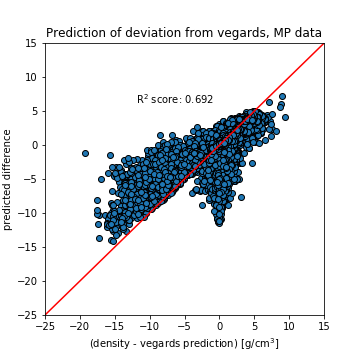 Prediction of deviation from vegards, MP data
R² score: 0.692
predicted difference
15
10
5
0
−5
−10
−15
−20
−25
−25 −20 −15 −10 −5 0 5 10 15
(density - vegards prediction) [g/cm³]